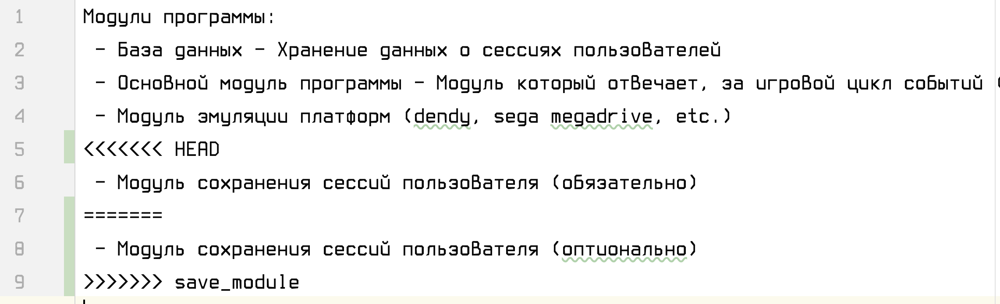 1 Модули программы:
2 - База данных - Хранение данных о сессиях пользователей
3 - Основной модуль программы - Модуль который отвечает, за игровой цикл событий
4 - Модуль эмуляции платформ (dendy, sega megadrive, etc.)
5 <<<<<<< HEAD
6 - Модуль сохранения сессий пользователя (обязательно)
7 =======
8 - Модуль сохранения сессий пользователя (оптионально)
9 >>>>>>> save_module